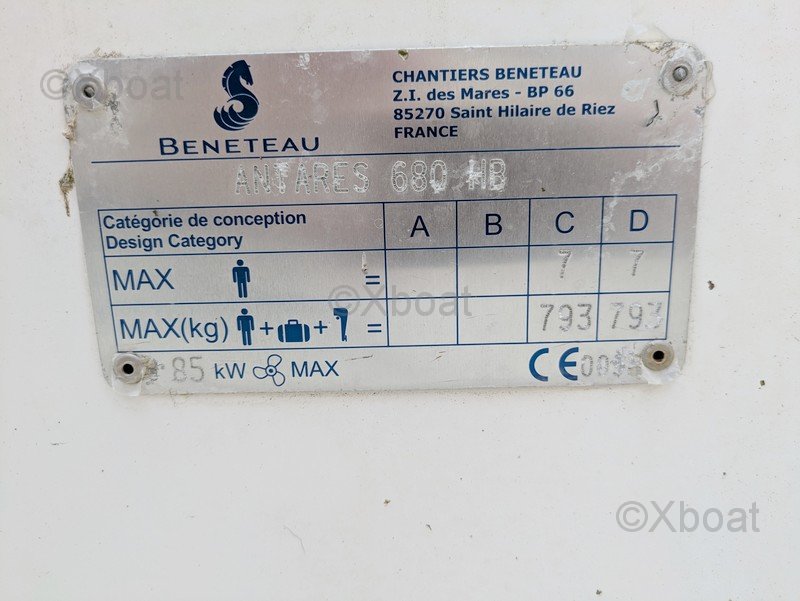 ©Xboat
BENETEAU
CHANTIERS BENETEAU
Z.I. des Mares - BP 66
85270 Saint Hilaire de Riez
FRANCE
ANTARES 680 HB
Catégorie de conception
Design Category
A B C D
MAX = 7 7
©Xboat
MAX(kg) + + = 793 793
85 kW MAX CE
©Xboat